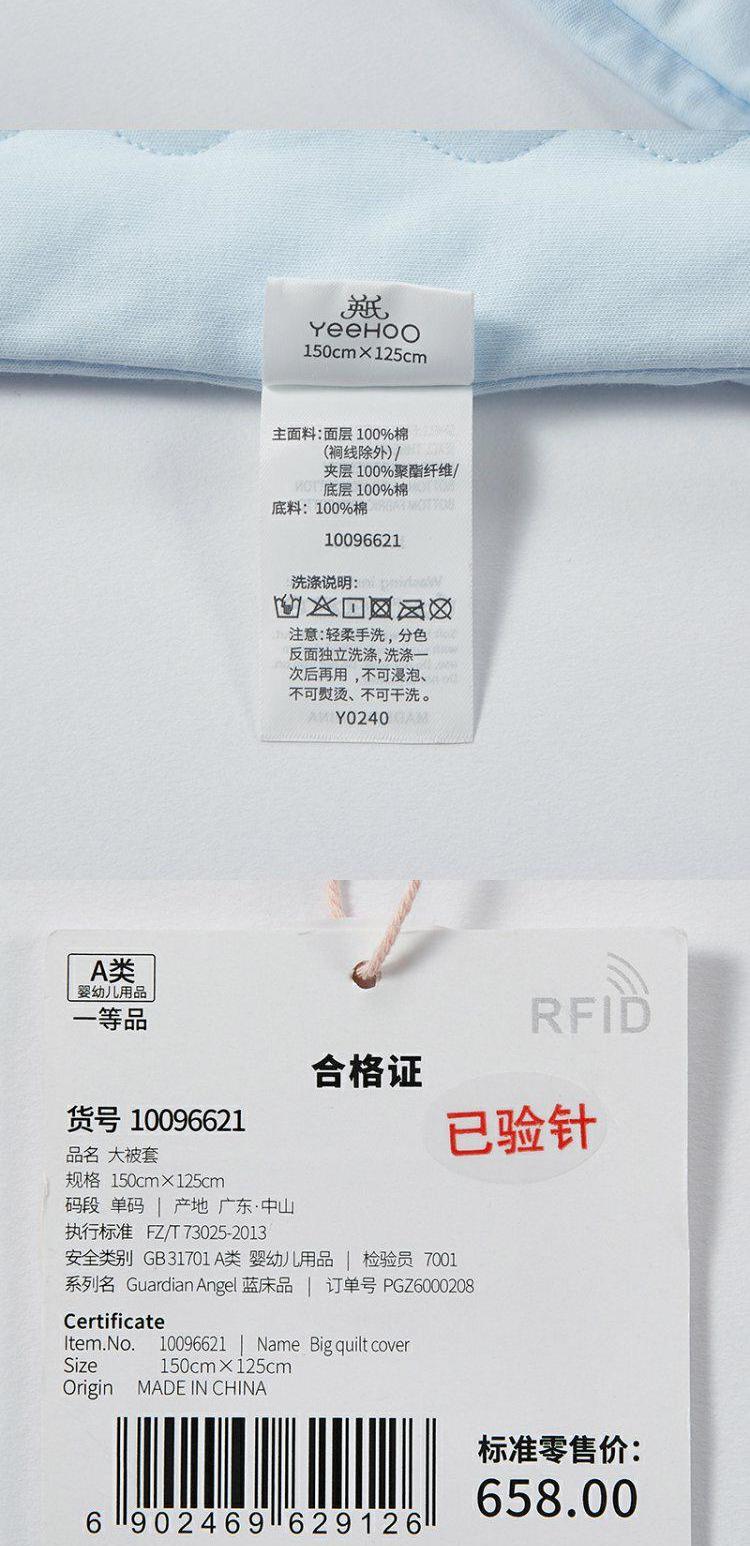 英氏
YeeHOO
150cm×125cm
主面料:面层 100%棉
(裥线除外)/
夹层 100%聚酯纤维/
底层 100%棉
底料: 100%棉
10096621
洗涤说明:
注意:轻柔手洗,分色
反面独立洗涤,洗涤一
次后再用,不可浸泡、
不可熨烫、不可干洗。
Y0240
A类
婴幼儿用品
一等品
RFID
合格证
货号 10096621
已验针
品名 大被套
规格 150cm×125cm
码段 单码 | 产地 广东·中山
执行标准 FZ/T 73025-2013
安全类别 GB 31701 A类 婴幼儿用品 | 检验员 7001
系列名 Guardian Angel 蓝床品 | 订单号 PGZ6000208
Certificate
Item.No. 10096621 | Name Big quilt cover
Size 150cm×125cm
Origin MADE IN CHINA
标准零售价:
658.00
6 902469 629126